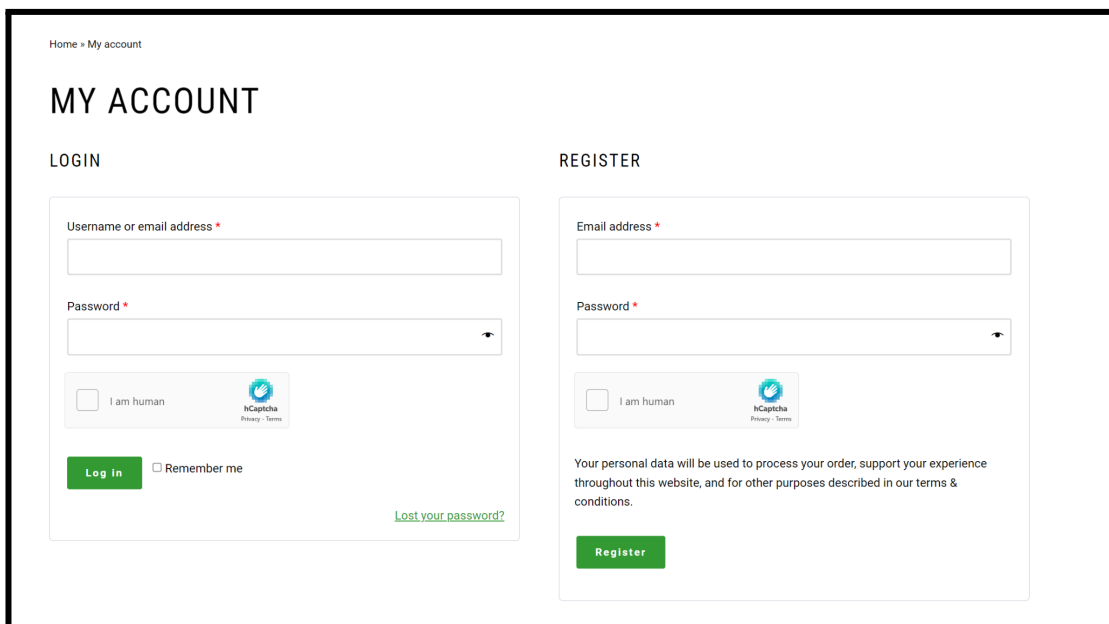 Home » My account
MY ACCOUNT
LOGIN
Username or email address *
Password *
I am human
hCaptcha
Privacy - Terms
Log in
Remember me
Lost your password?
REGISTER
Email address *
Password *
I am human
hCaptcha
Privacy - Terms
Your personal data will be used to process your order, support your experience
throughout this website, and for other purposes described in our terms &
conditions.
Register